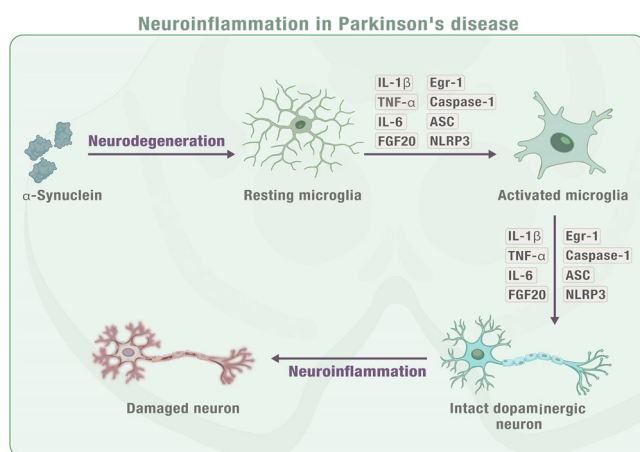 Neuroinflammation in Parkinson's disease
IL-1β Egr-1
TNF-α Caspase-1
IL-6 ASC
FGF20 NLRP3
Neurodegeneration
α-Synuclein
Resting microglia
Activated microglia
IL-1β Egr-1
TNF-α Caspase-1
IL-6 ASC
FGF20 NLRP3
Neuroinflammation
Damaged neuron
Intact dopam¡nergic
neuron